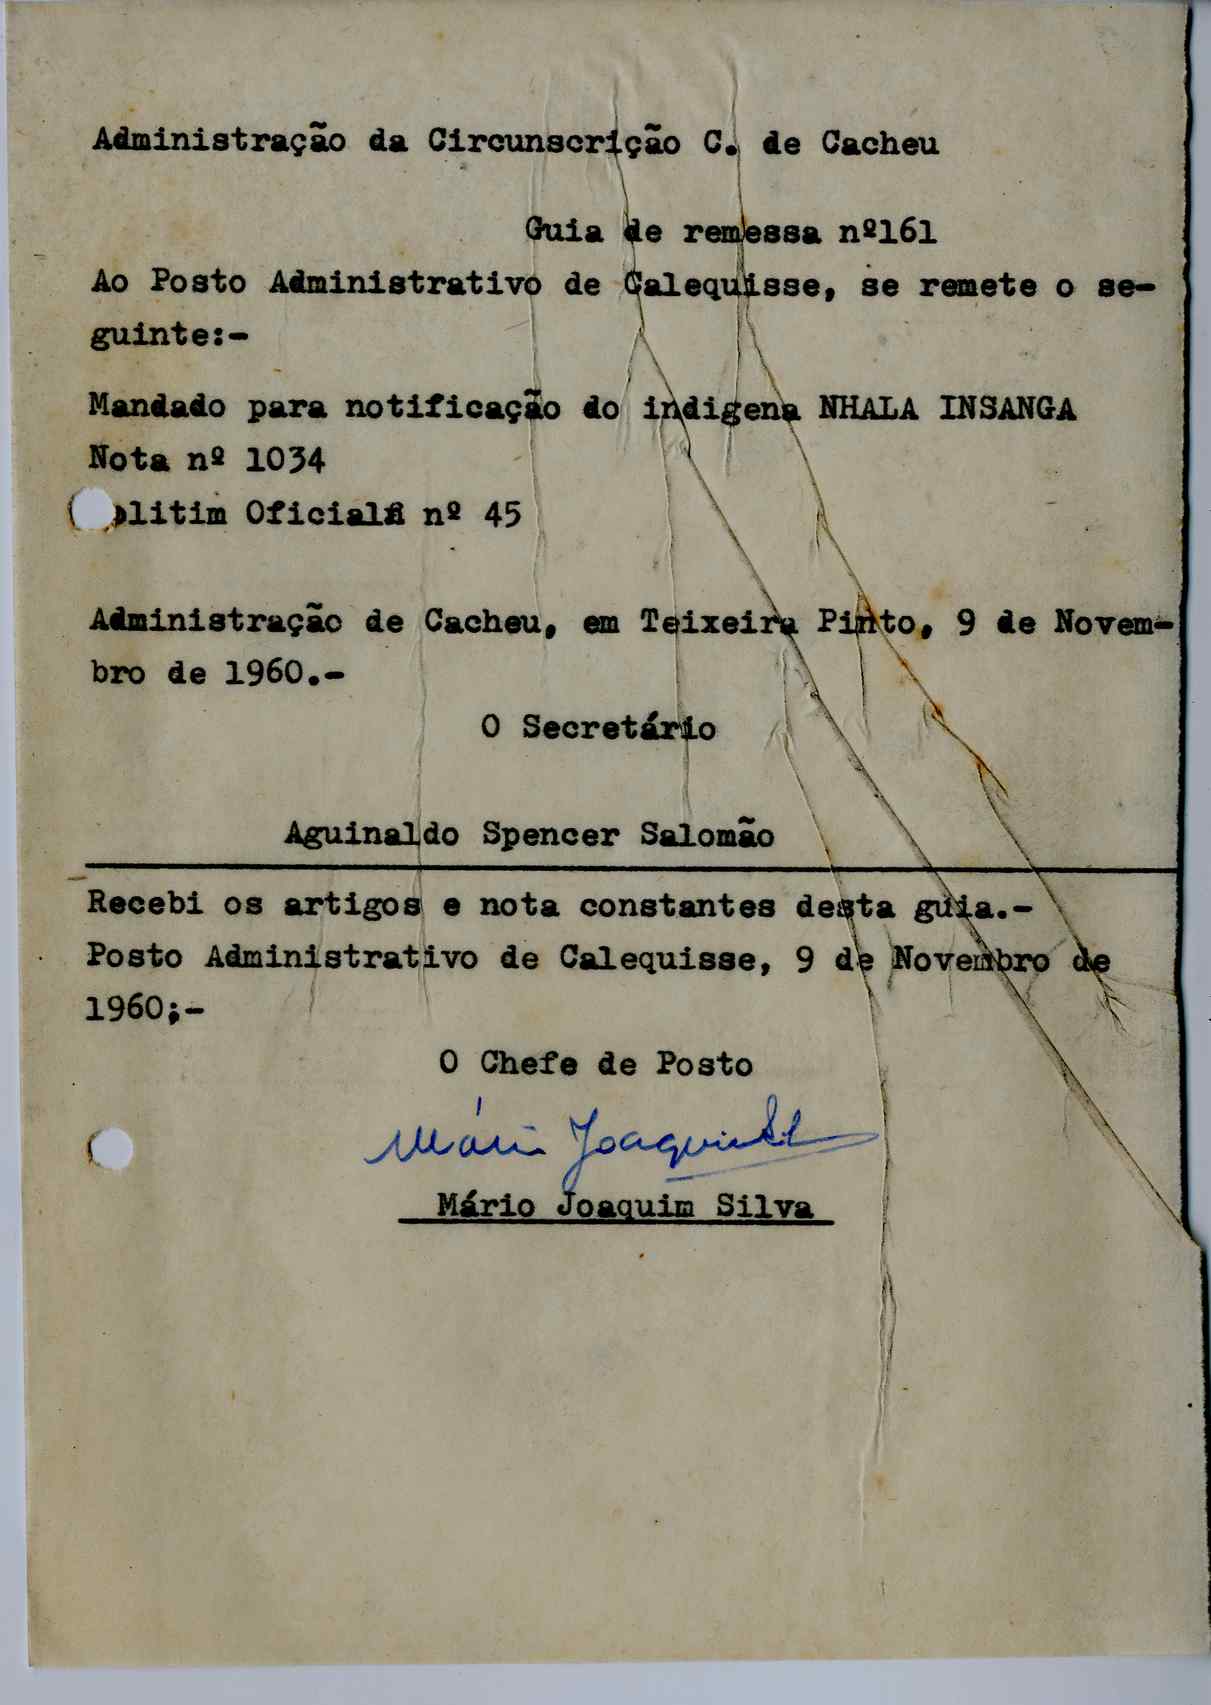 Administração da Circunscrição C. de Cacheu
Guia de remessa nº161
Ao Posto Administrativo de Calequisse, se remete o se-
guinte:-
Mandado para notificação do indigena NHALA INSANGA
Nota nº 1034
olitim Oficial nº 45
Administração de Cacheu, em Teixeira Pinto, 9 de Novem-
bro de 1960.-
O Secretário
Aguinaldo Spencer Salomão
Recebi os artigos e nota constantes desta guia.-
Posto Administrativo de Calequisse, 9 de Novembro de
1960;-
O Chefe de Posto
Mário Joaquim Sil
Mário Joaquim Silva